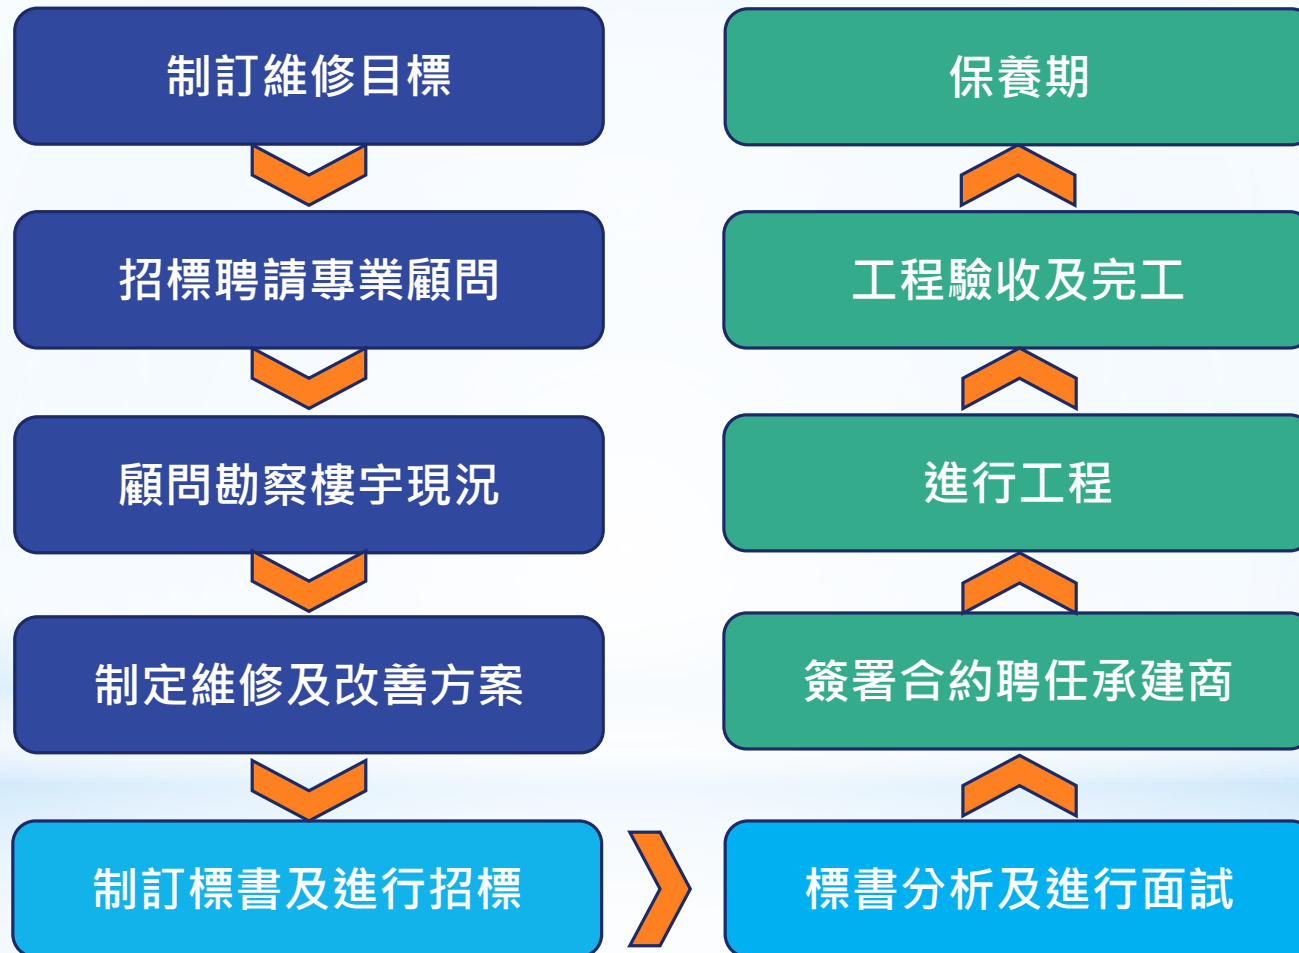 制訂維修目標
招標聘請專業顧問
顧問勘察樓宇現況
制定維修及改善方案
制訂標書及進行招標
標書分析及進行面試
簽署合約聘任承建商
進行工程
工程驗收及完工
保養期